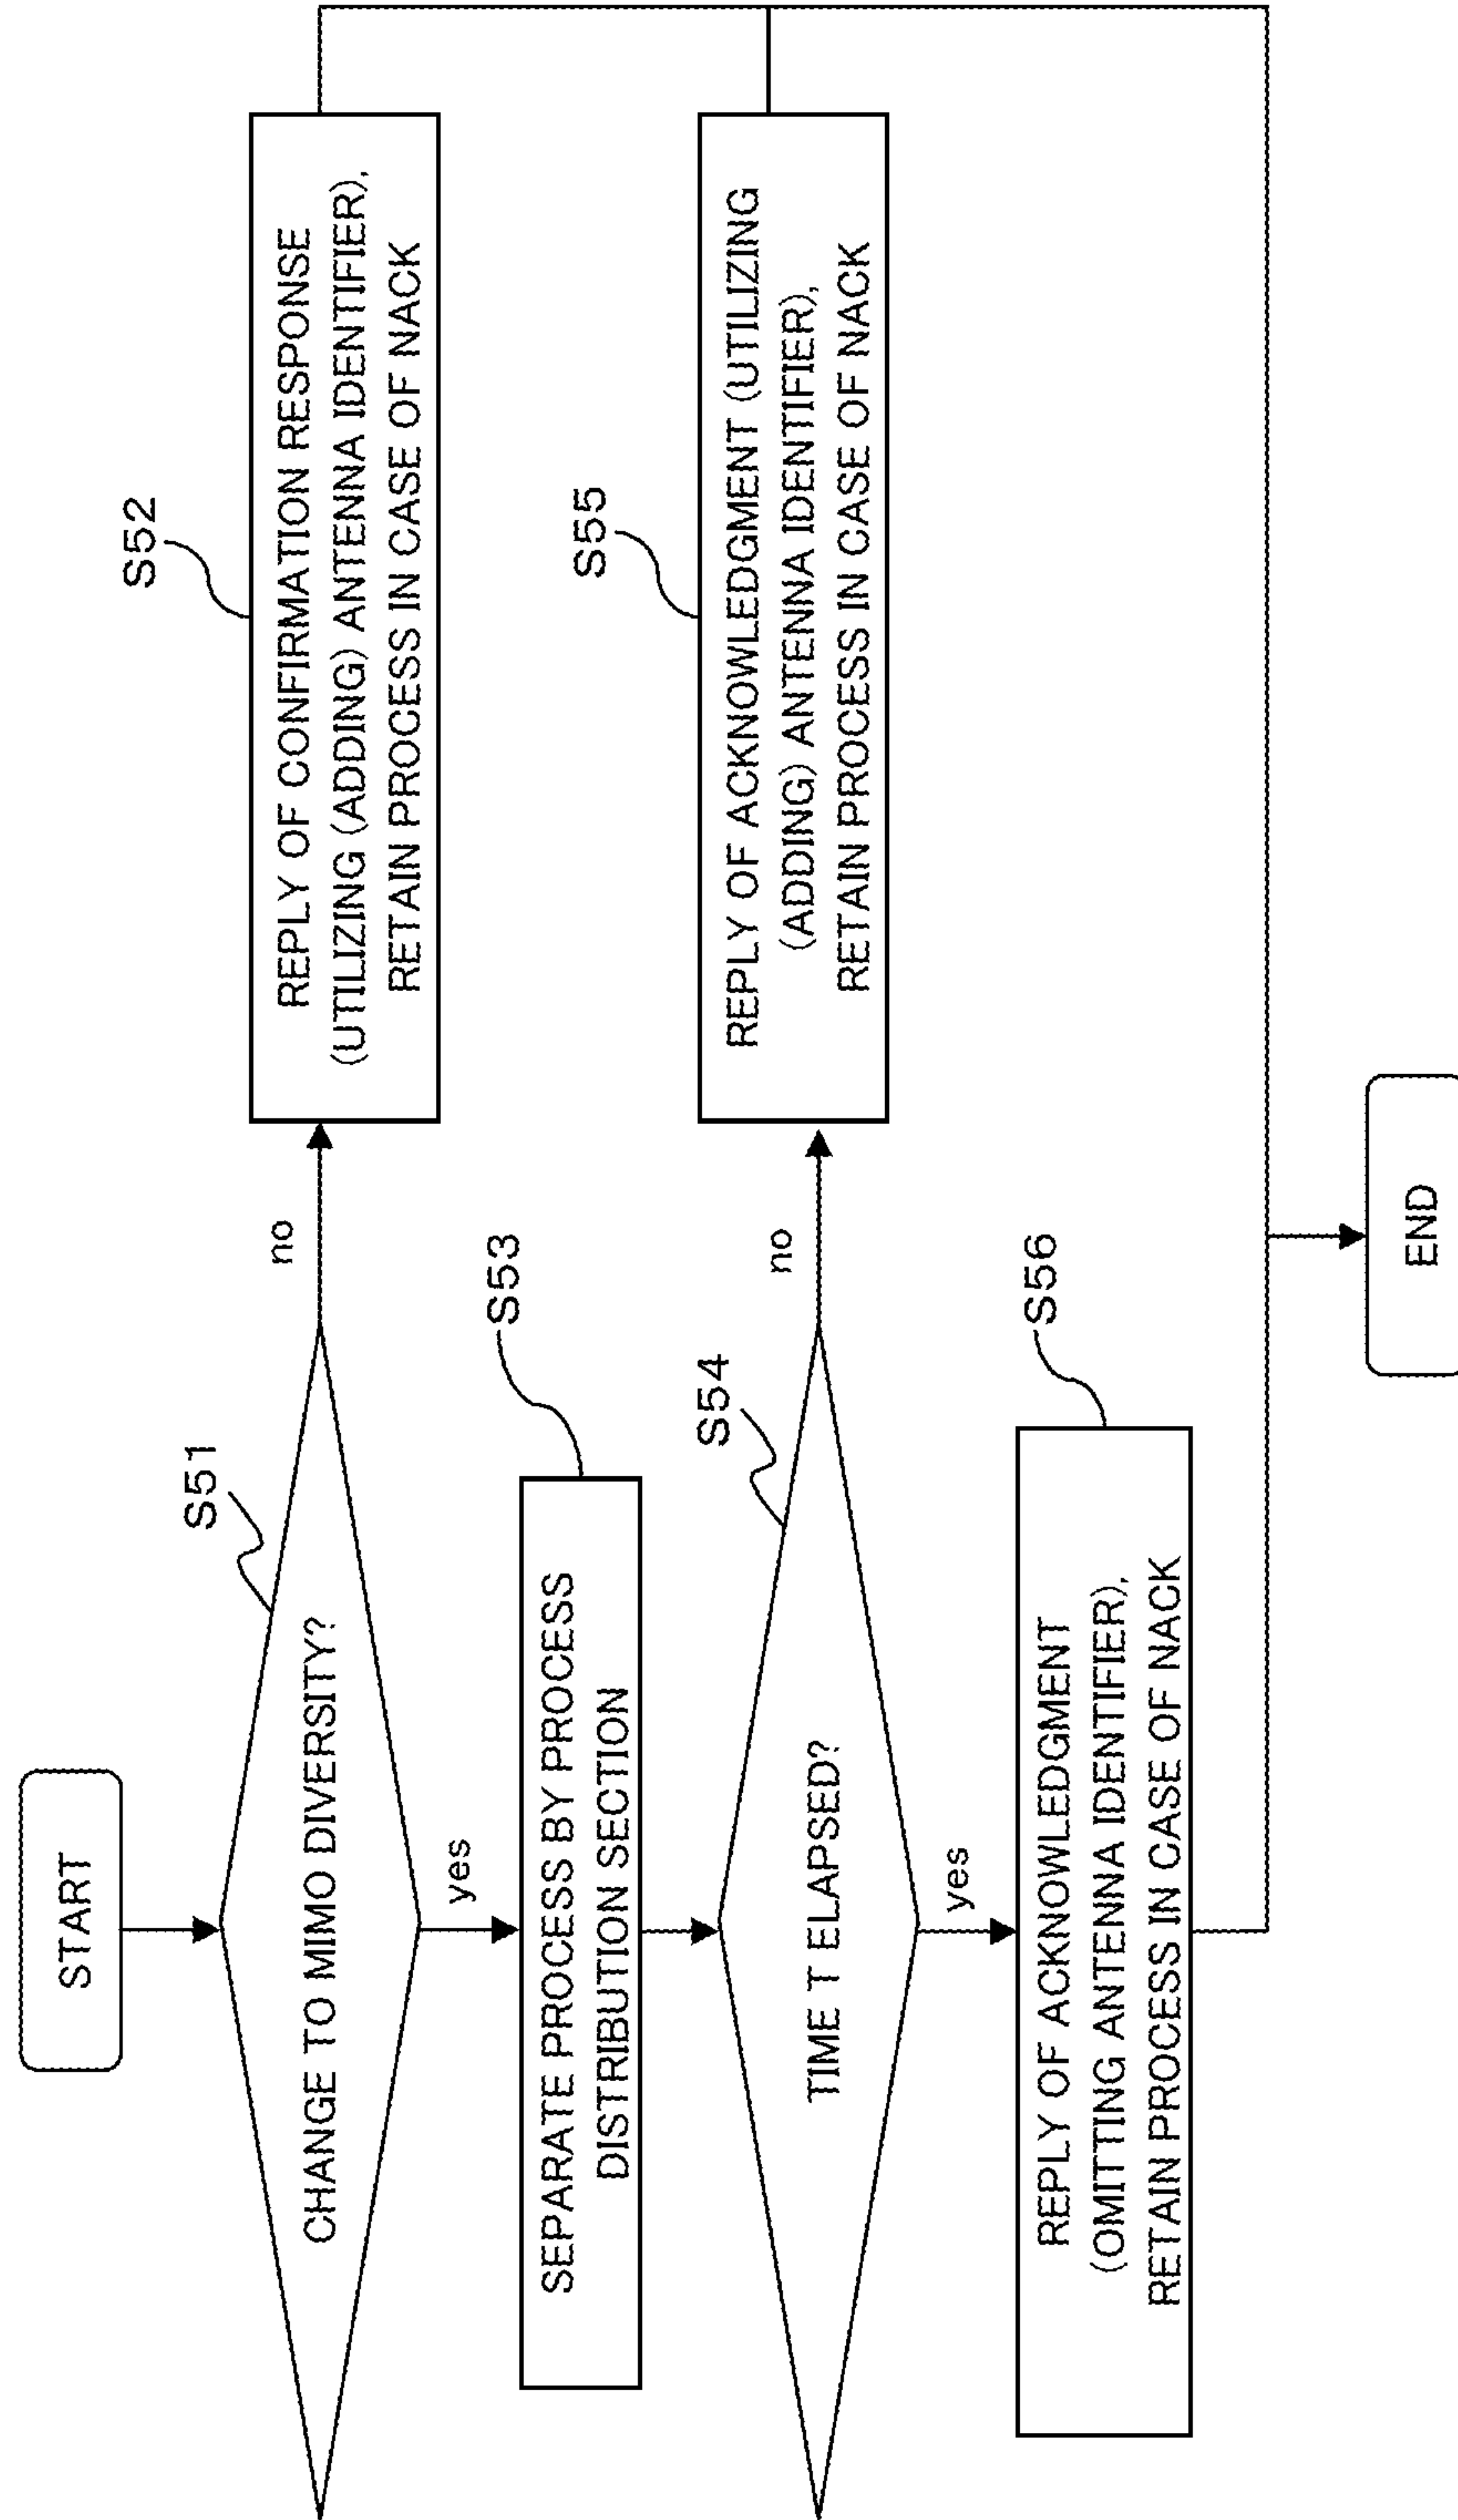 START
S51
CHANGE TO MIMO DIVERSITY?
no
S52
REPLY OF CONFIRMATION RESPONSE
(UTILIZING (ADDING) ANTENNA IDENTIFIER),
RETAIN PROCESS IN CASE OF NACK
yes
S53
SEPARATE PROCESS BY PROCESS
DISTRIBUTION SECTION
S54
TIME T ELAPSED?
no
S55
REPLY OF ACKNOWLEDGMENT (UTILIZING
(ADDING) ANTENNA IDENTIFIER),
RETAIN PROCESS IN CASE OF NACK
yes
S56
REPLY OF ACKNOWLEDGMENT
(OMITTING ANTENNA IDENTIFIER),
RETAIN PROCESS IN CASE OF NACK
END